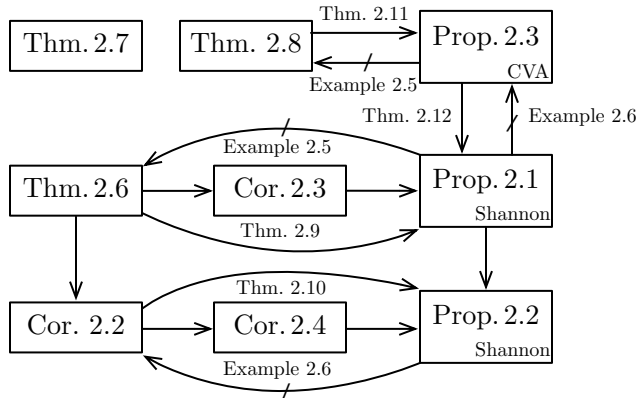 Thm. 2.7
Thm. 2.8
Thm. 2.11
Example 2.5
Prop. 2.3
CVA
Thm. 2.12
Example 2.6
Example 2.5
Thm. 2.6
Cor. 2.3
Prop. 2.1
Shannon
Thm. 2.9
Thm. 2.10
Cor. 2.2
Cor. 2.4
Prop. 2.2
Shannon
Example 2.6